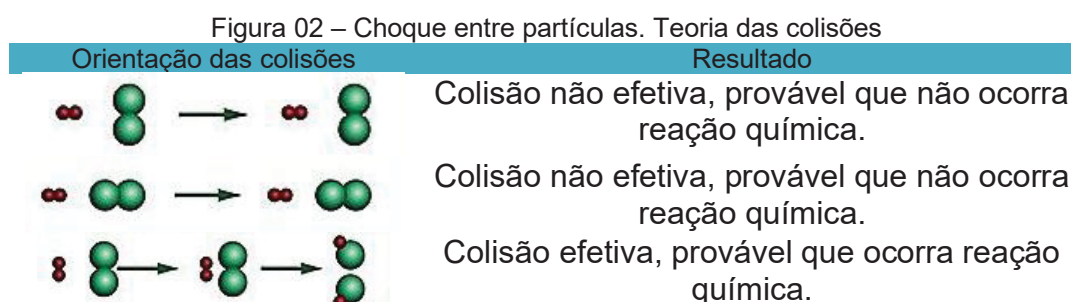 Figura 02 – Choque entre partículas. Teoria das colisões
Orientação das colisões Resultado
Colisão não efetiva, provável que não ocorra
reação química.
Colisão não efetiva, provável que não ocorra
reação química.
Colisão efetiva, provável que ocorra reação
química.